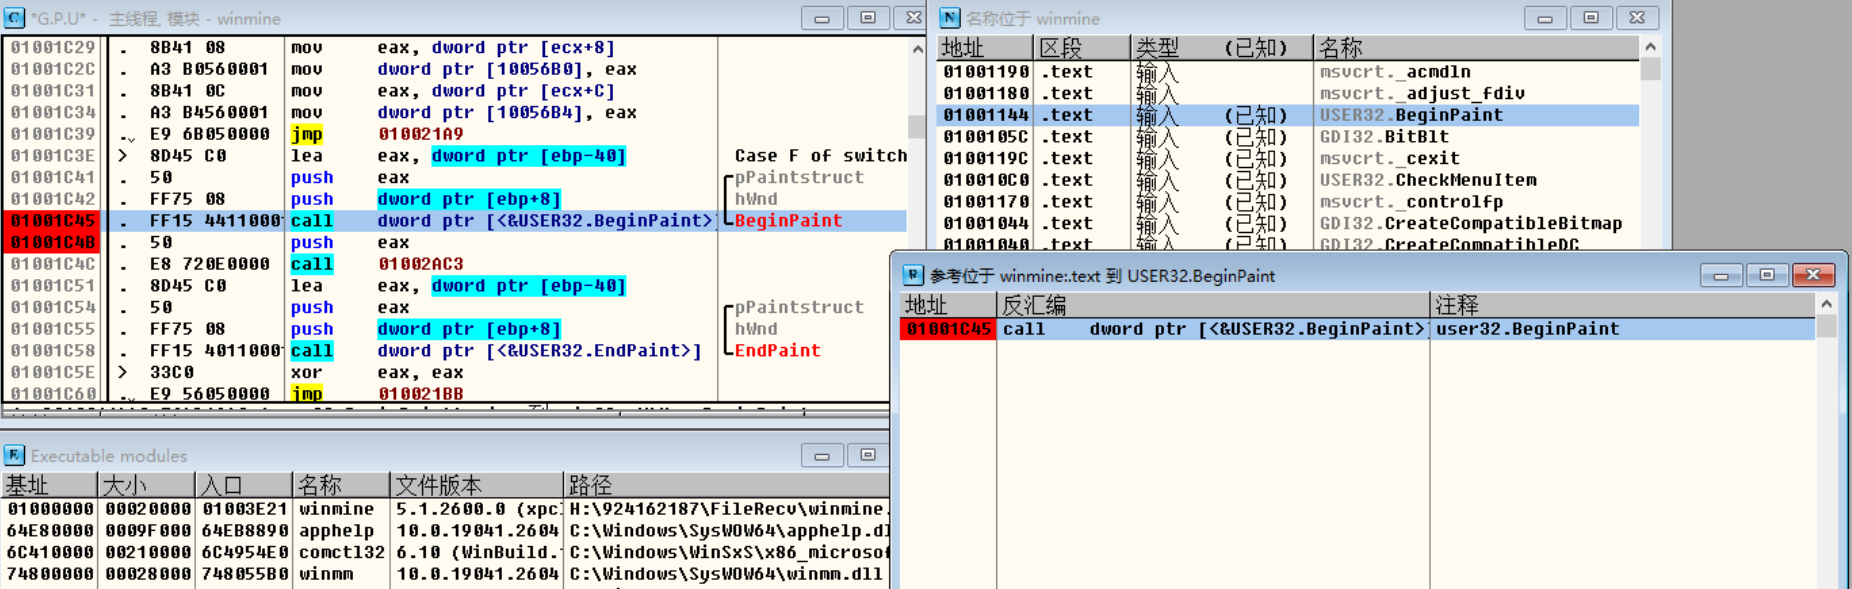 *G.P.U* - 主线程, 模块 - winmine
01001C29 . 8B41 08 mov eax, dword ptr [ecx+8]
01001C2C . A3 B0560001 mov dword ptr [10056B0], eax
01001C31 . 8B41 0C mov eax, dword ptr [ecx+C]
01001C34 . A3 B4560001 mov dword ptr [10056B4], eax
01001C39 . E9 6B050000 jmp 010021A9
01001C3E > 8D45 C0 lea eax, dword ptr [ebp-40] Case F of switch
01001C41 . 50 push eax pPaintstruct
01001C42 . FF75 08 push dword ptr [ebp+8] hWnd
01001C45 . FF15 44110001 call dword ptr [<&USER32.BeginPaint>] BeginPaint
01001C4B . 50 push eax
01001C4C . E8 720E0000 call 01002AC3
01001C51 . 8D45 C0 lea eax, dword ptr [ebp-40]
01001C54 . 50 push eax pPaintstruct
01001C55 . FF75 08 push dword ptr [ebp+8] hWnd
01001C58 . FF15 40110001 call dword ptr [<&USER32.EndPaint>] EndPaint
01001C5E > 33C0 xor eax, eax
01001C60 . E9 56050000 jmp 010021BB
名称位于 winmine
地址 区段 类型 (已知) 名称
01001190 .text 输入 msvcrt._acmdln
01001180 .text 输入 msvcrt._adjust_fdiv
01001144 .text 输入 (已知) USER32.BeginPaint
0100105C .text 输入 (已知) GDI32.BitBlt
0100119C .text 输入 (已知) msvcrt._cexit
010010C0 .text 输入 (已知) USER32.CheckMenuItem
01001170 .text 输入 (已知) msvcrt._controlfp
01001044 .text 输入 (已知) GDI32.CreateCompatibleBitmap
01001040 .text 输入 (已知) GDI32.CreateCompatibleDC
参考位于 winmine:.text 到 USER32.BeginPaint
地址 反汇编 注释
01001C45 call dword ptr [<&USER32.BeginPaint>] user32.BeginPaint
Executable modules
基址 大小 入口 名称 文件版本 路径
01000000 00020000 01003E21 winmine 5.1.2600.0 (xpc H:\924162187\FileRecv\winmine.
64E80000 0009F000 64EB8890 apphelp 10.0.19041.2604 C:\Windows\SysWOW64\apphelp.dl
6C410000 00210000 6C4954E0 comctl32 6.10 (WinBuild. C:\Windows\WinSxS\x86_microsof
74800000 00028000 748055B0 winmm 10.0.19041.2604 C:\Windows\SysWOW64\winmm.dll